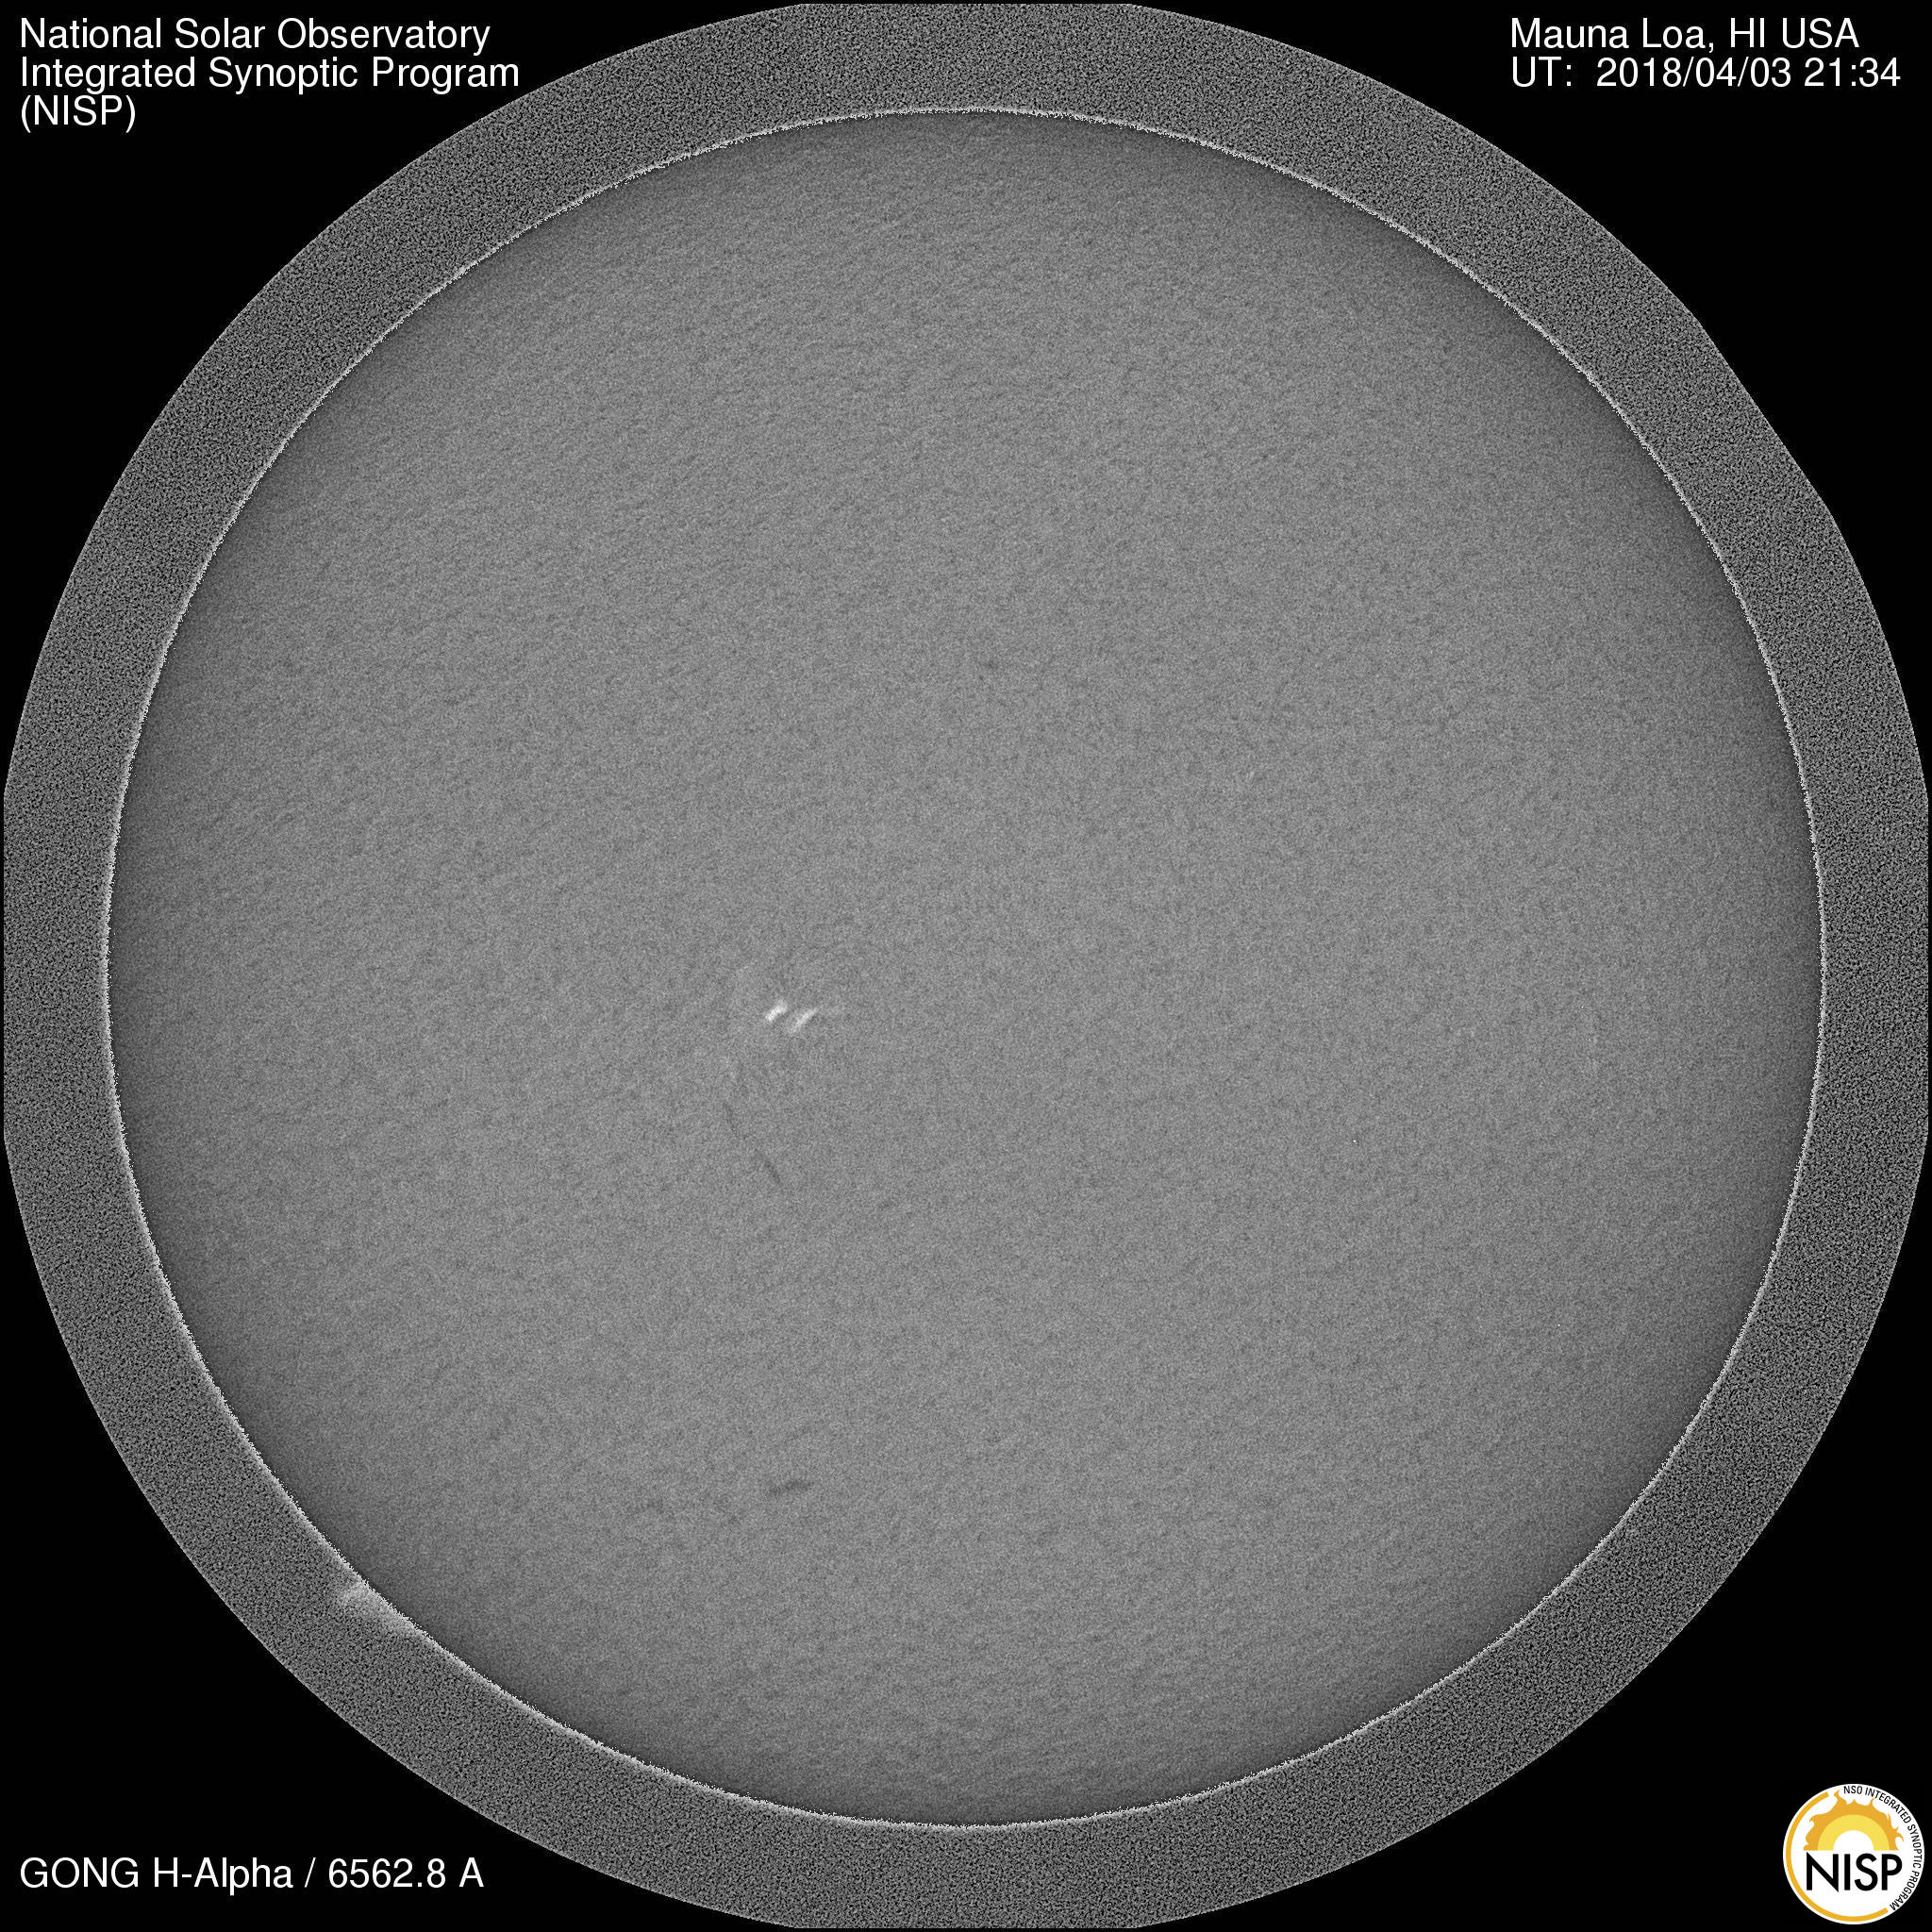 National Solar Observatory
Integrated Synoptic Program
(NISP)
Mauna Loa, HI USA
UT: 2018/04/03 21:34
GONG H-Alpha / 6562.8 A
NSO INTEGRATED SYNOPTIC PROGRAM
NISP